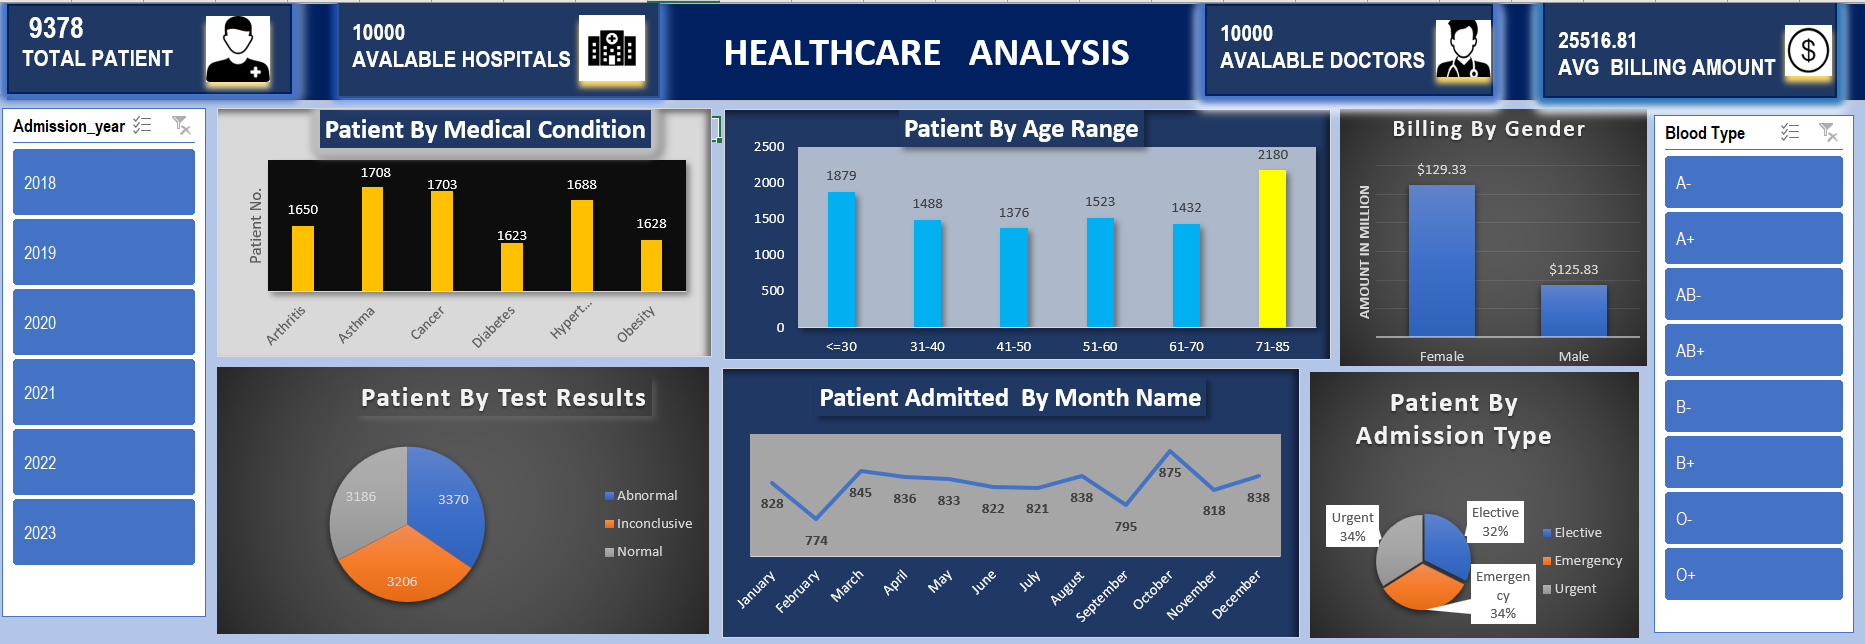 9378
TOTAL PATIENT
10000
AVALABLE HOSPITALS
HEALTHCARE ANALYSIS
10000
AVALABLE DOCTORS
25516.81
AVG BILLING AMOUNT
$
Admission_year
2018
2019
2020
2021
2022
2023
Patient By Medical Condition
Patient No.
1650
1708
1703
1623
1688
1628
Arthritis
Asthma
Cancer
Diabetes
Hypert...
Obesity
Patient By Age Range
2500
2000
1500
1000
500
0
1879
1488
1376
1523
1432
2180
<=30
31-40
41-50
51-60
61-70
71-85
Billing By Gender
AMOUNT IN MILLION
$129.33
$125.83
Female
Male
Blood Type
A-
A+
AB-
AB+
B-
B+
O-
O+
Patient By Test Results
3186
3370
3206
Abnormal
Inconclusive
Normal
Patient Admitted By Month Name
828
774
845
836
833
822
821
838
795
875
818
838
January
February
March
April
May
June
July
August
September
October
November
December
Patient By
Admission Type
Urgent
34%
Elective
32%
Emergen
cy
34%
Elective
Emergency
Urgent